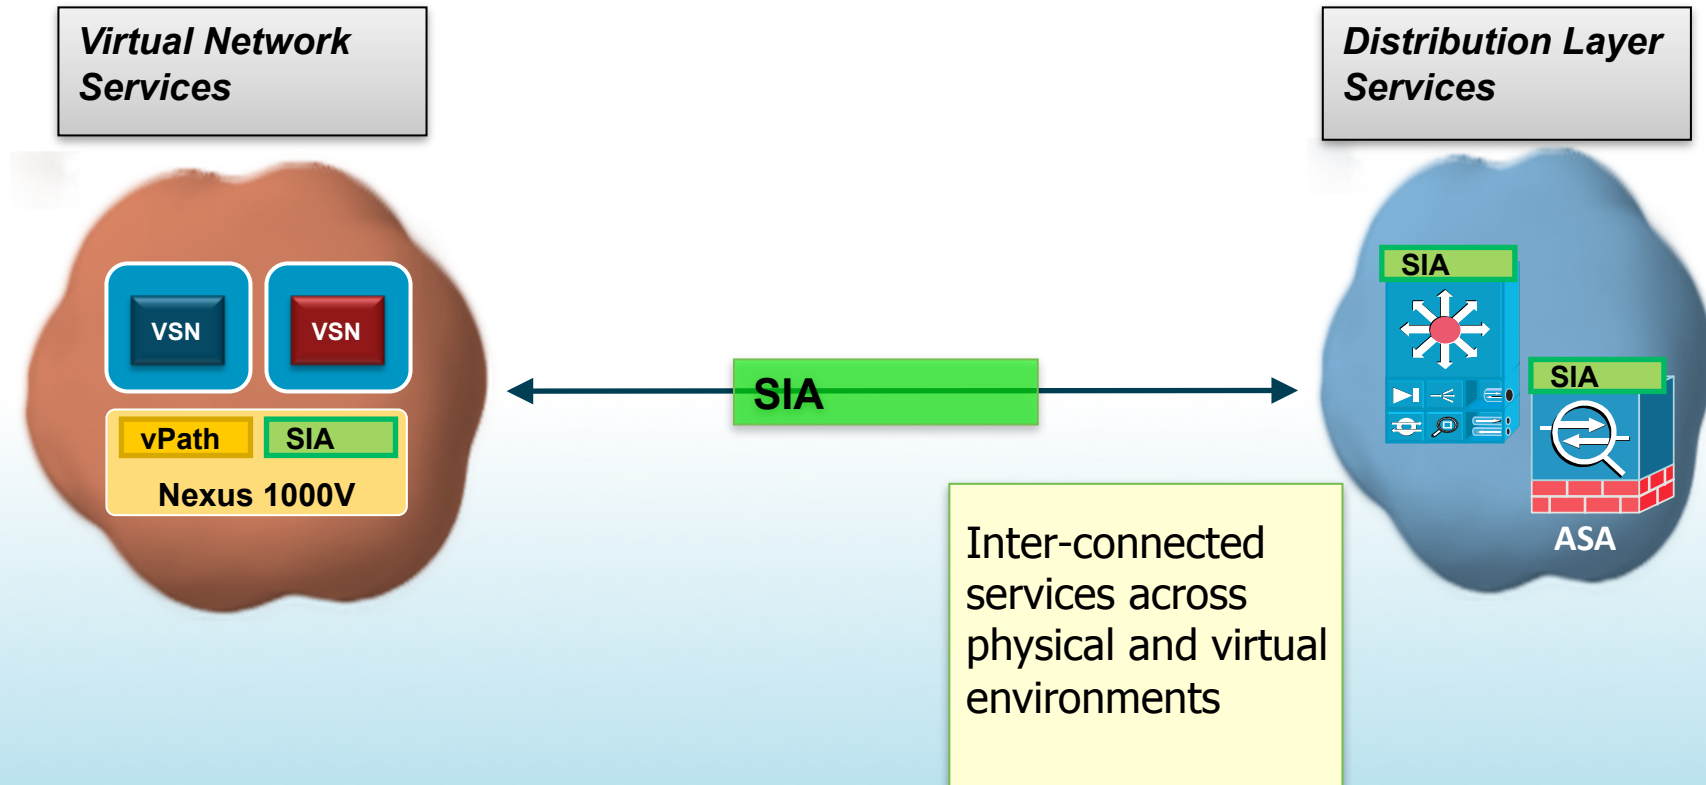 Virtual Network
Services
Distribution Layer
Services
VSN
VSN
vPath
SIA
Nexus 1000V
SIA
SIA
SIA
ASA
Inter-connected
services across
physical and virtual
environments